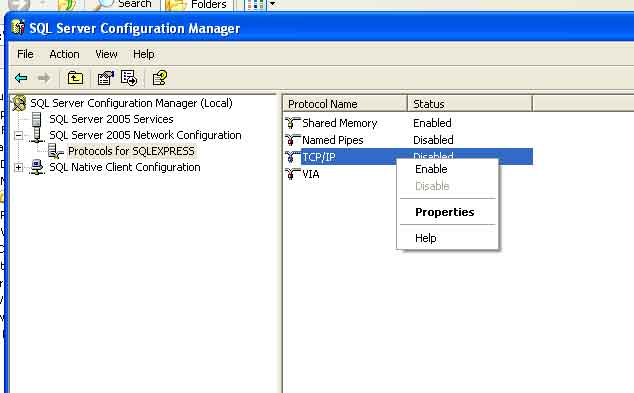 Search Folders
SQL Server Configuration Manager
File Action View Help
SQL Server Configuration Manager (Local)
SQL Server 2005 Services
SQL Server 2005 Network Configuration
Protocols for SQLEXPRESS
SQL Native Client Configuration
Protocol Name Status
Shared Memory Enabled
Named Pipes Disabled
TCP/IP Disabled
VIA
Enable
Disable
Properties
Help